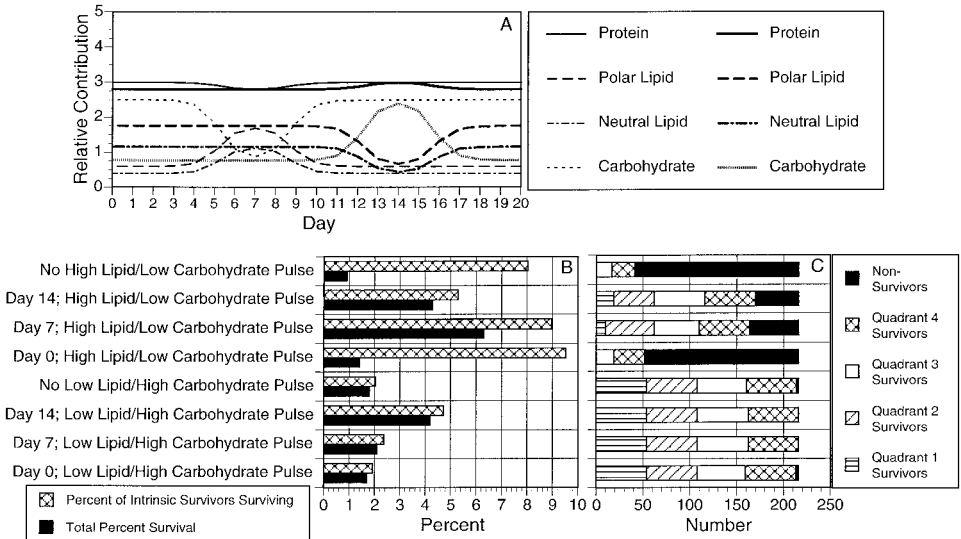 A
Relative Contribution
5
4
3
2
1
0
0 1 2 3 4 5 6 7 8 9 10 11 12 13 14 15 16 17 18 19 20
Day
Protein
Protein
Polar Lipid
Polar Lipid
Neutral Lipid
Neutral Lipid
Carbohydrate
Carbohydrate
B
No High Lipid/Low Carbohydrate Pulse
Day 14; High Lipid/Low Carbohydrate Pulse
Day 7; High Lipid/Low Carbohydrate Pulse
Day 0; High Lipid/Low Carbohydrate Pulse
No Low Lipid/High Carbohydrate Pulse
Day 14; Low Lipid/High Carbohydrate Pulse
Day 7; Low Lipid/High Carbohydrate Pulse
Day 0; Low Lipid/High Carbohydrate Pulse
0 1 2 3 4 5 6 7 8 9 10
Percent
Percent of Intrinsic Survivors Surviving
Total Percent Survival
C
0 50 100 150 200 250
Number
Non-
Survivors
Quadrant 4
Survivors
Quadrant 3
Survivors
Quadrant 2
Survivors
Quadrant 1
Survivors